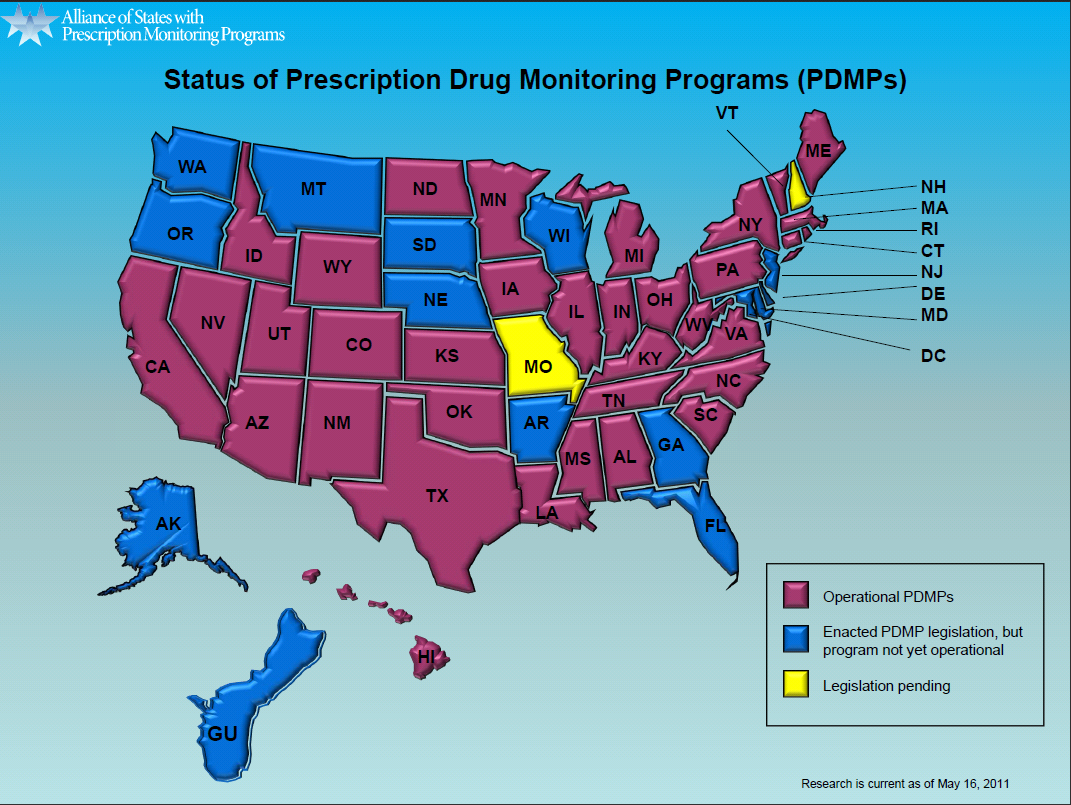 Alliance of States with
Prescription Monitoring Programs
Status of Prescription Drug Monitoring Programs (PDMPs)
VT
ME
WA
MT
ND
MN
NH
MA
OR
ID
SD
WI
NY
RI
WY
MI
CT
PA
NJ
NE
IA
DE
NV
UT
CO
IL
IN
OH
WV
VA
MD
CA
KS
MO
KY
DC
AZ
NM
OK
AR
TN
NC
SC
TX
MS
AL
GA
LA
FL
AK
HI
GU
Operational PDMPs
Enacted PDMP legislation, but
program not yet operational
Legislation pending
Research is current as of May 16, 2011